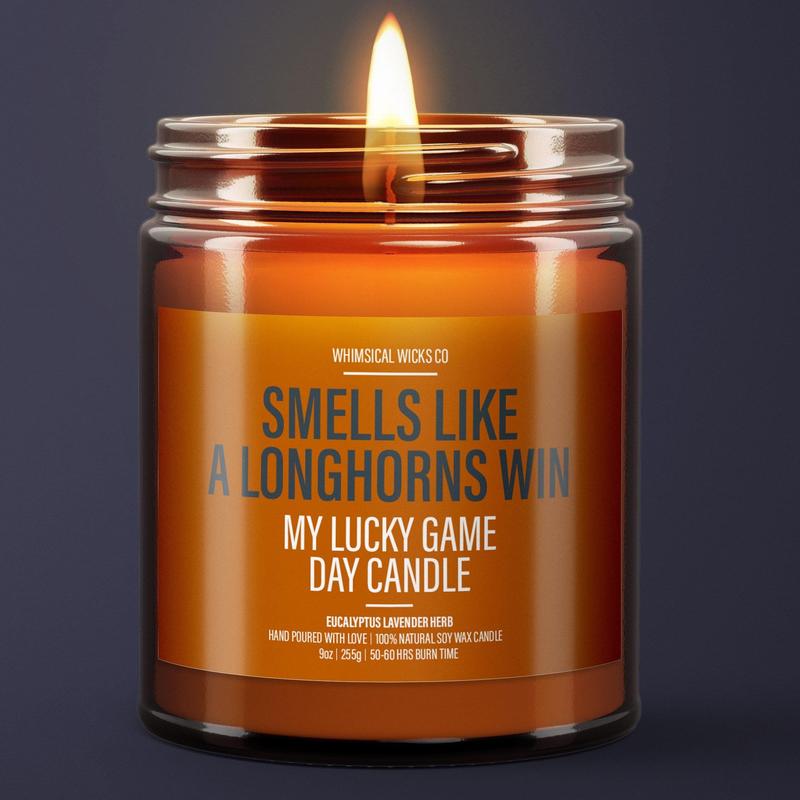 WHIMSICAL WICKS CO
SMELLS LIKE
A LONGHORNS WIN
MY LUCKY GAME
DAY CANDLE
EUCALYPTUS LAVENDER HERB
HAND POURED WITH LOVE | 100% NATURAL SOY WAX CANDLE
9oz | 255g | 50-60 HRS BURN TIME